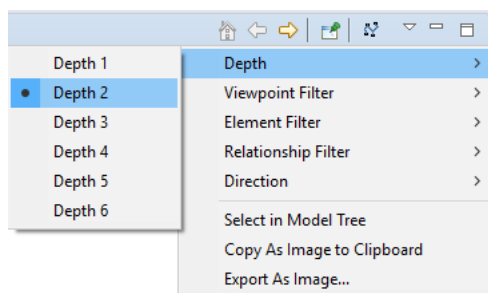 Depth 1
Depth 2
Depth 3
Depth 4
Depth 5
Depth 6
Depth
Viewpoint Filter
Element Filter
Relationship Filter
Direction
Select in Model Tree
Copy As Image to Clipboard
Export As Image...